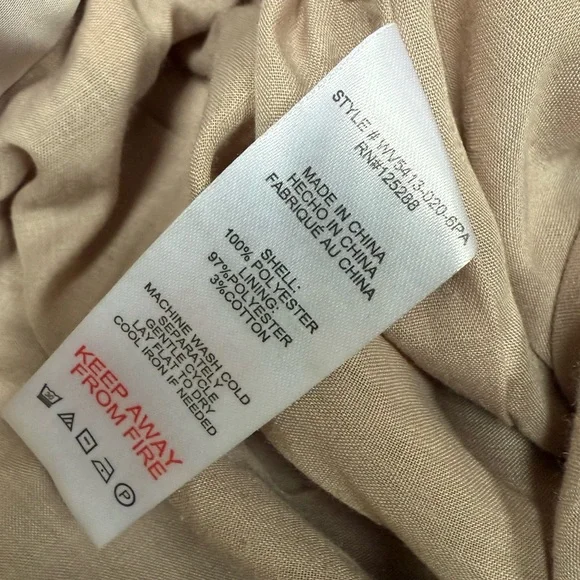 STYLE # WV5413-020-6PA
RN#125288
MADE IN CHINA
HECHO IN CHINA
FABRIQUÉ AU CHINA
SHELL:
100% POLYESTER
LINING:
97%POLYESTER
3%COTTON
MACHINE WASH COLD
SEPARATELY
GENTLE CYCLE
LAY FLAT TO DRY
COOL IRON IF NEEDED
KEEP AWAY
FROM FIRE
P